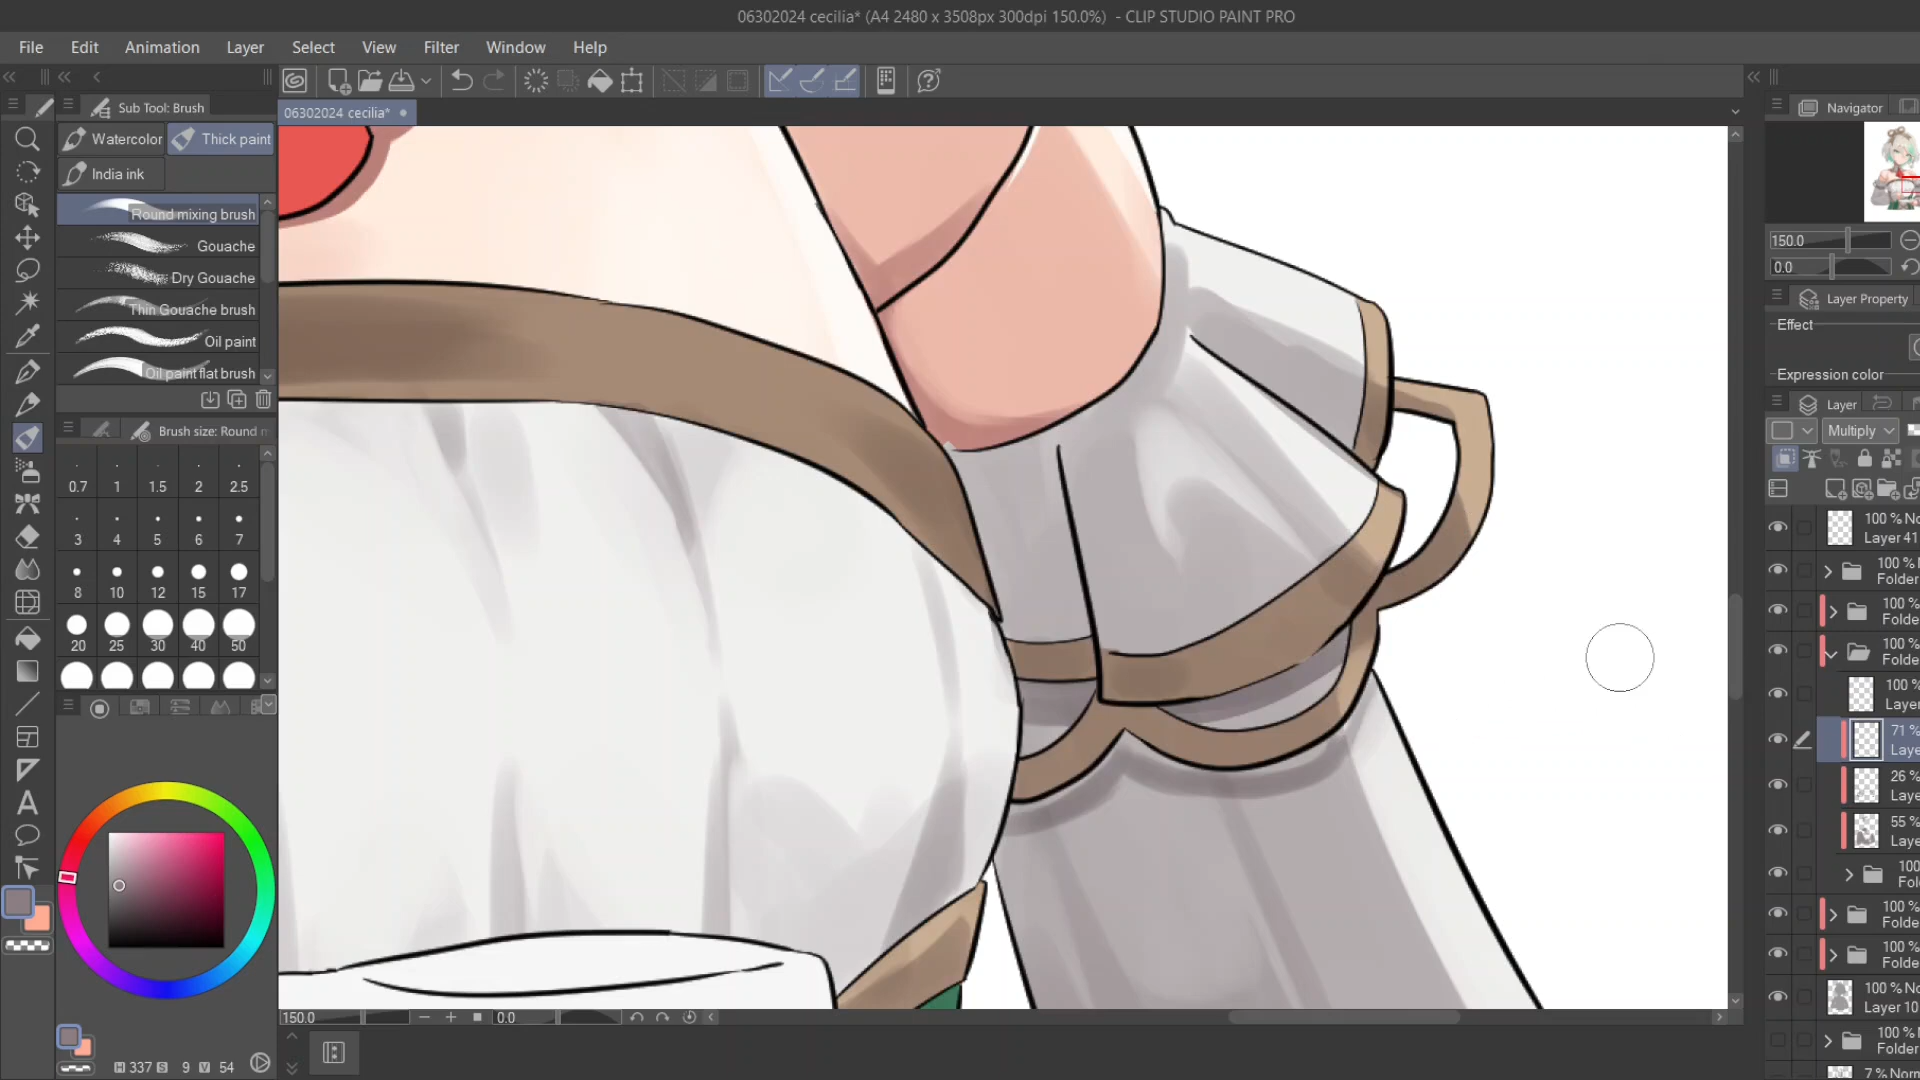 06302024 cecilia* (A4 2480 x 3508px 300dpi 150.0%) - CLIP STUDIO PAINT PRO
File Edit Animation Layer Select View Filter Window Help
Sub Tool: Brush
06302024 cecilia*
Navigator
Watercolor
Thick paint
India ink
Round mixing brush
Gouache
Dry Gouache
Thin Gouache brush
Oil paint
Oil paint flat brush
150.0
0.0
Layer Property
Effect
Expression color
Brush size: Round m
Layer
Multiply
0.7 1 1.5 2 2.5
3 4 5 6 7
8 10 12 15 17
20 25 30 40 50
100 % No
Layer 41
100 % N
Folder
100 %
Folde
100 %
Folde
100 %
Laye
71 %
Laye
26 %
Laye
55 %
Laye
100
Fol
100 %
Folde
100 %
Folde
100 % No
Layer 10
100 % N
Folder
7 % Norm
150.0
0.0
H 337 S 9 V 54